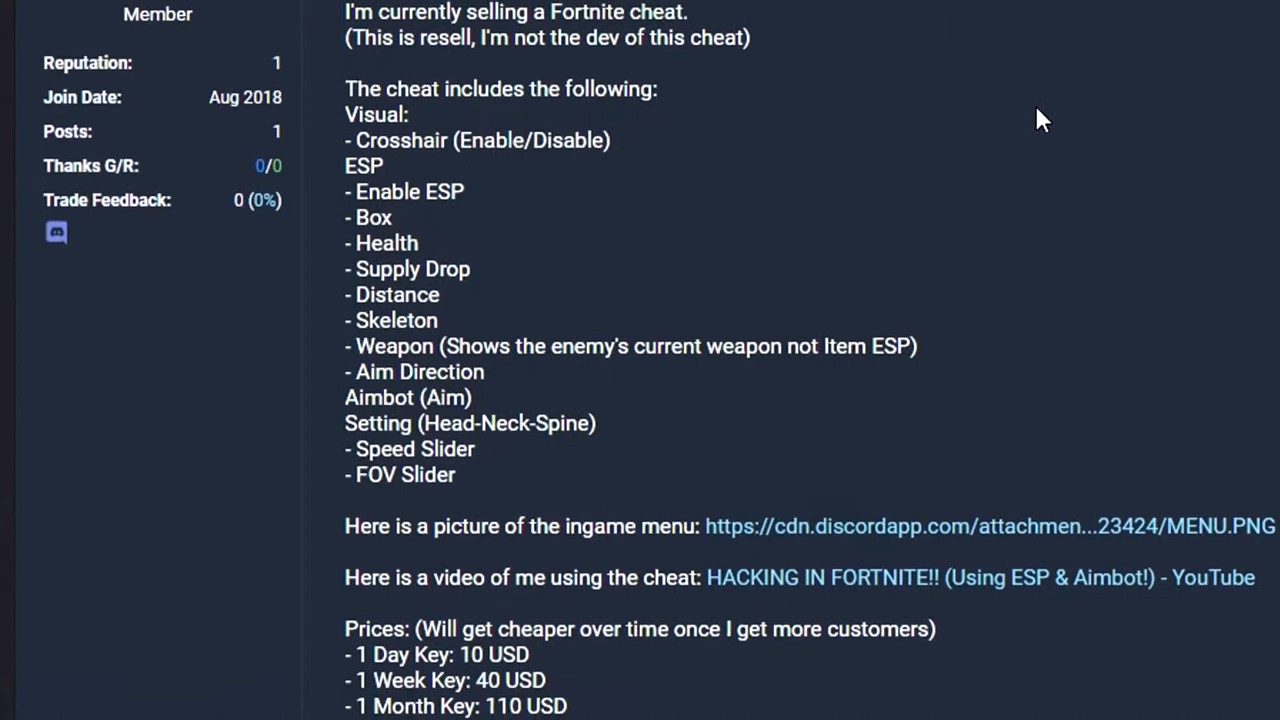 Member
Reputation: 1
Join Date: Aug 2018
Posts: 1
Thanks G/R: 0/0
Trade Feedback: 0 (0%)
I'm currently selling a Fortnite cheat.
(This is resell, I'm not the dev of this cheat)
The cheat includes the following:
Visual:
- Crosshair (Enable/Disable)
ESP
- Enable ESP
- Box
- Health
- Supply Drop
- Distance
- Skeleton
- Weapon (Shows the enemy's current weapon not Item ESP)
- Aim Direction
Aimbot (Aim)
Setting (Head-Neck-Spine)
- Speed Slider
- FOV Slider
Here is a picture of the ingame menu: https://cdn.discordapp.com/attachmen...23424/MENU.PNG
Here is a video of me using the cheat: HACKING IN FORTNITE!! (Using ESP & Aimbot!) - YouTube
Prices: (Will get cheaper over time once I get more customers)
- 1 Day Key: 10 USD
- 1 Week Key: 40 USD
- 1 Month Key: 110 USD